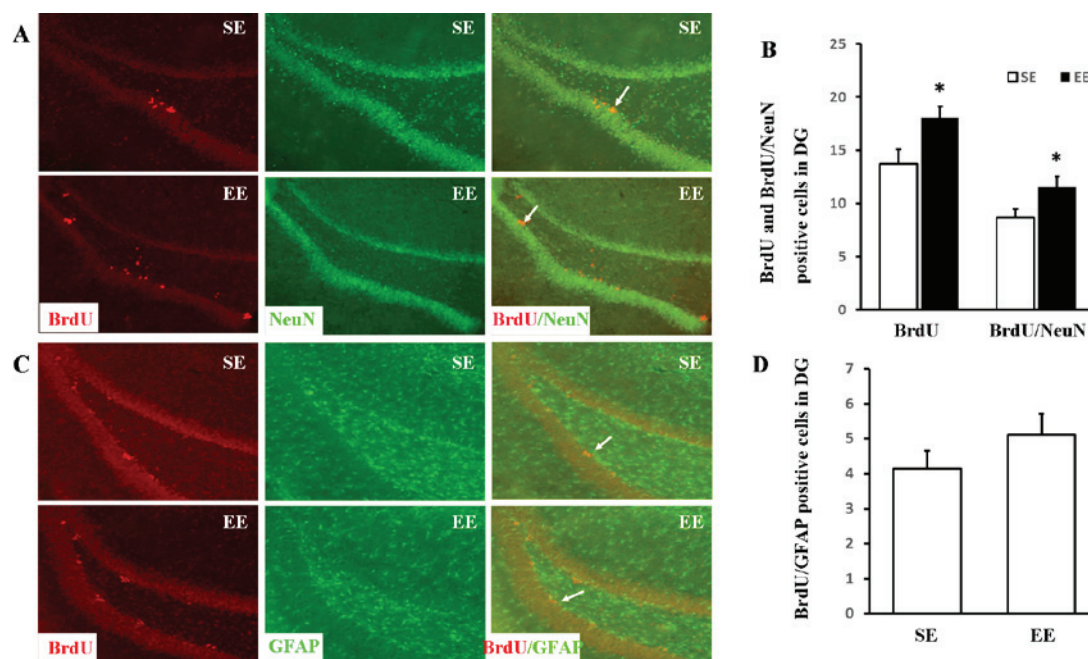 A
SE
SE
SE
EE
EE
EE
BrdU
NeuN
BrdU/NeuN
B
BrdU and BrdU/NeuN
positive cells in DG
25
20
15
10
5
0
SE
EE
*
*
BrdU
BrdU/NeuN
C
SE
SE
SE
EE
EE
EE
BrdU
GFAP
BrdU/GFAP
D
BrdU/GFAP positive cells in DG
7
6
5
4
3
2
1
0
SE
EE